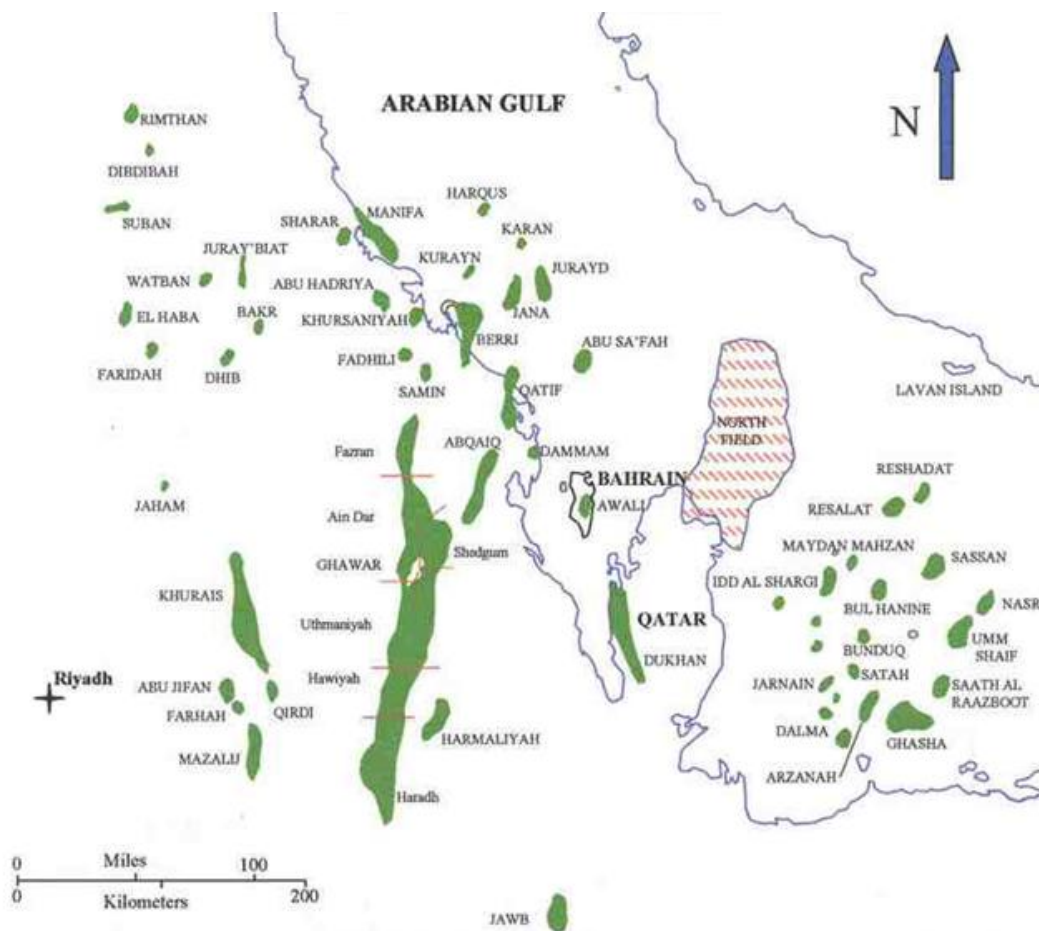 ARABIAN GULF
N
RIMTHAN
DIBDIBAH
SUBAN
HARQUS
MANIFA
SHARAR
KARAN
JURAY'BIAT
KURAYN
JURAYD
WATBAN
ABU HADRIYA
EL HABA
BAKR
KHURSANIYAH
JANA
BERRI
ABU SA'FAH
FADHILI
FARIDAH
DHIB
SAMIN
QATIF
LAVAN ISLAND
NORTH
FIELD
ABQAIQ
Fazran
DAMMAM
BAHRAIN
RESHADAT
JAHAM
AWALI
RESALAT
Ain Dar
MAYDAN MAHZAN
Shedgum
GHAWAR
SASSAN
IDD AL SHARGI
KHURAIS
NASR
BUL HANINE
QATAR
Uthmaniyah
UMM
SHAIF
BUNDUQ
DUKHAN
Riyadh
Hawiyah
SATAH
ABU JIFAN
JARNAIN
SAATH AL
RAAZBOOT
FARHAH
QIRDI
DALMA
HARMALIYAH
GHASHA
MAZALIJ
ARZANAH
Haradh
0 Miles 100
0 Kilometers 200
JAWB